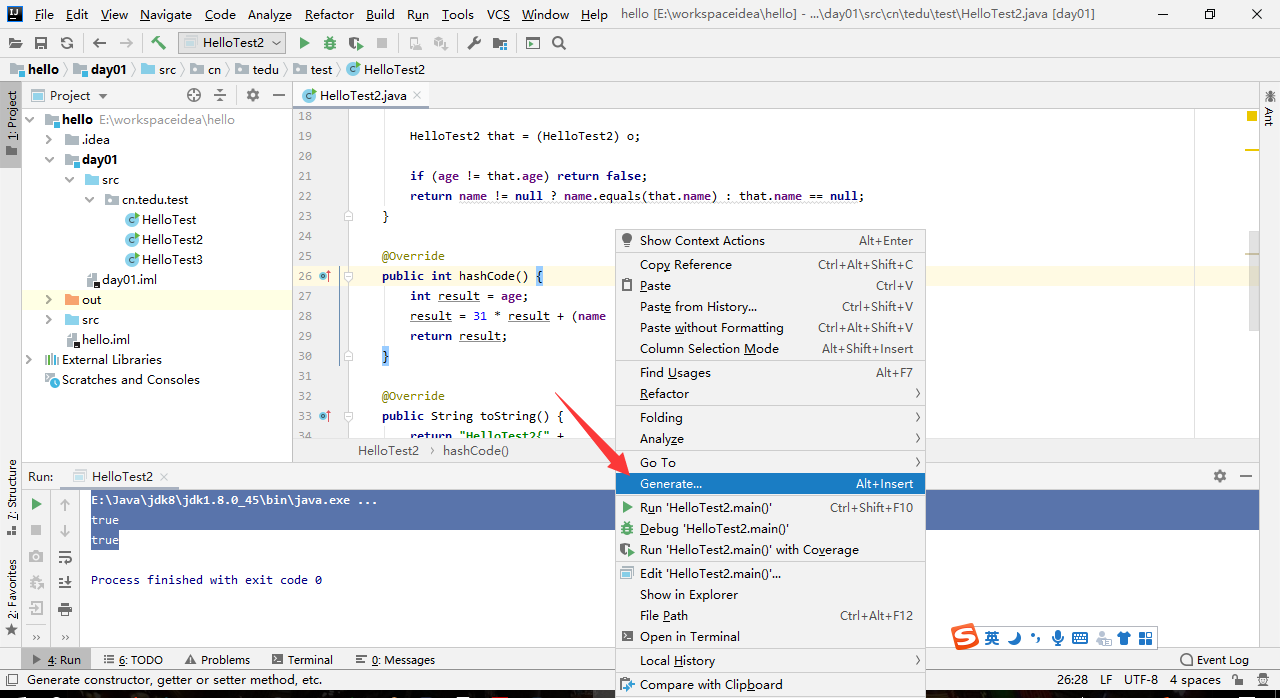 File Edit View Navigate Code Analyze Refactor Build Run Tools VCS Window Help hello [E:\workspaceidea\hello] - ...\day01\src\cn\tedu\test\HelloTest2.java [day01]
HelloTest2
hello day01 src cn tedu test HelloTest2
1: Project
Project
hello E:\workspaceidea\hello
.idea
day01
src
cn.tedu.test
HelloTest
HelloTest2
HelloTest3
day01.iml
out
src
hello.iml
External Libraries
Scratches and Consoles
HelloTest2.java
18
19 HelloTest2 that = (HelloTest2) o;
20
21 if (age != that.age) return false;
22 return name != null ? name.equals(that.name) : that.name == null;
23 }
24
25 @Override
26 public int hashCode() {
27 int result = age;
28 result = 31 * result + (name
29 return result;
30 }
31
32 @Override
33 public String toString() {
34 return "HelloTest2{" +
HelloTest2 hashCode()
Ant
Show Context Actions Alt+Enter
Copy Reference Ctrl+Alt+Shift+C
Paste Ctrl+V
Paste from History... Ctrl+Shift+V
Paste without Formatting Ctrl+Alt+Shift+V
Column Selection Mode Alt+Shift+Insert
Find Usages Alt+F7
Refactor
Folding
Analyze
Go To
Generate... Alt+Insert
Run 'HelloTest2.main()' Ctrl+Shift+F10
Debug 'HelloTest2.main()'
Run 'HelloTest2.main()' with Coverage
Edit 'HelloTest2.main()'...
Show in Explorer
File Path Ctrl+Alt+F12
Open in Terminal
Local History
Compare with Clipboard
7: Structure
2: Favorites
Run: HelloTest2
E:\Java\jdk8\jdk1.8.0_45\bin\java.exe ...
true
true
Process finished with exit code 0
S 英
4: Run 6: TODO Problems Terminal 0: Messages Event Log
Generate constructor, getter or setter method, etc. 26:28 LF UTF-8 4 spaces